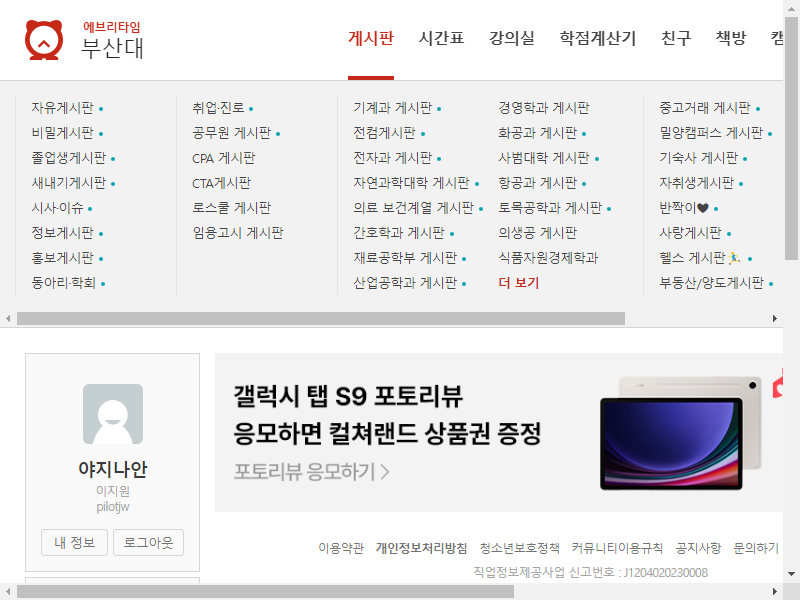 에브리타임
부산대
게시판 시간표 강의실 학점계산기 친구 책방 캠
자유게시판
비밀게시판
졸업생게시판
새내기게시판
시사·이슈
정보게시판
홍보게시판
동아리·학회
취업·진로
공무원 게시판
CPA 게시판
CTA게시판
로스쿨 게시판
임용고시 게시판
기계과 게시판
전컴게시판
전자과 게시판
자연과학대학 게시판
의료 보건계열 게시판
간호학과 게시판
재료공학부 게시판
산업공학과 게시판
경영학과 게시판
화공과 게시판
사범대학 게시판
항공과 게시판
토목공학과 게시판
의생공 게시판
식품자원경제학과
더 보기
중고거래 게시판
밀양캠퍼스 게시판
기숙사 게시판
자취생게시판
반짝이🖤
사랑게시판
헬스 게시판🏃
부동산/양도게시판
야지나안
이지원
pilotjw
내 정보 로그아웃
갤럭시 탭 S9 포토리뷰
응모하면 컬쳐랜드 상품권 증정
포토리뷰 응모하기 >
이용약관 개인정보처리방침 청소년보호정책 커뮤니티이용규칙 공지사항 문의하기
직업정보제공사업 신고번호 : J1204020230008